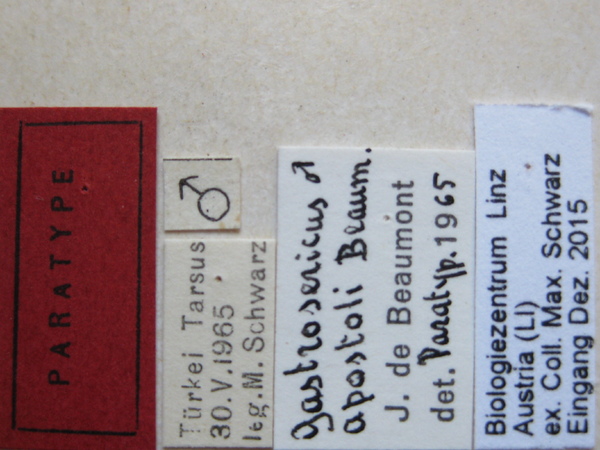 PARATYPE
♂
Türkei Tarsus
30.V.1965
leg. M. Schwarz
Gastrosericus ♂
apostoli Beaum.
J. de Beaumont
det. Paratyp. 1965
Biologiezentrum Linz
Austria (LI)
ex. Coll. Max. Schwarz
Eingang Dez. 2015